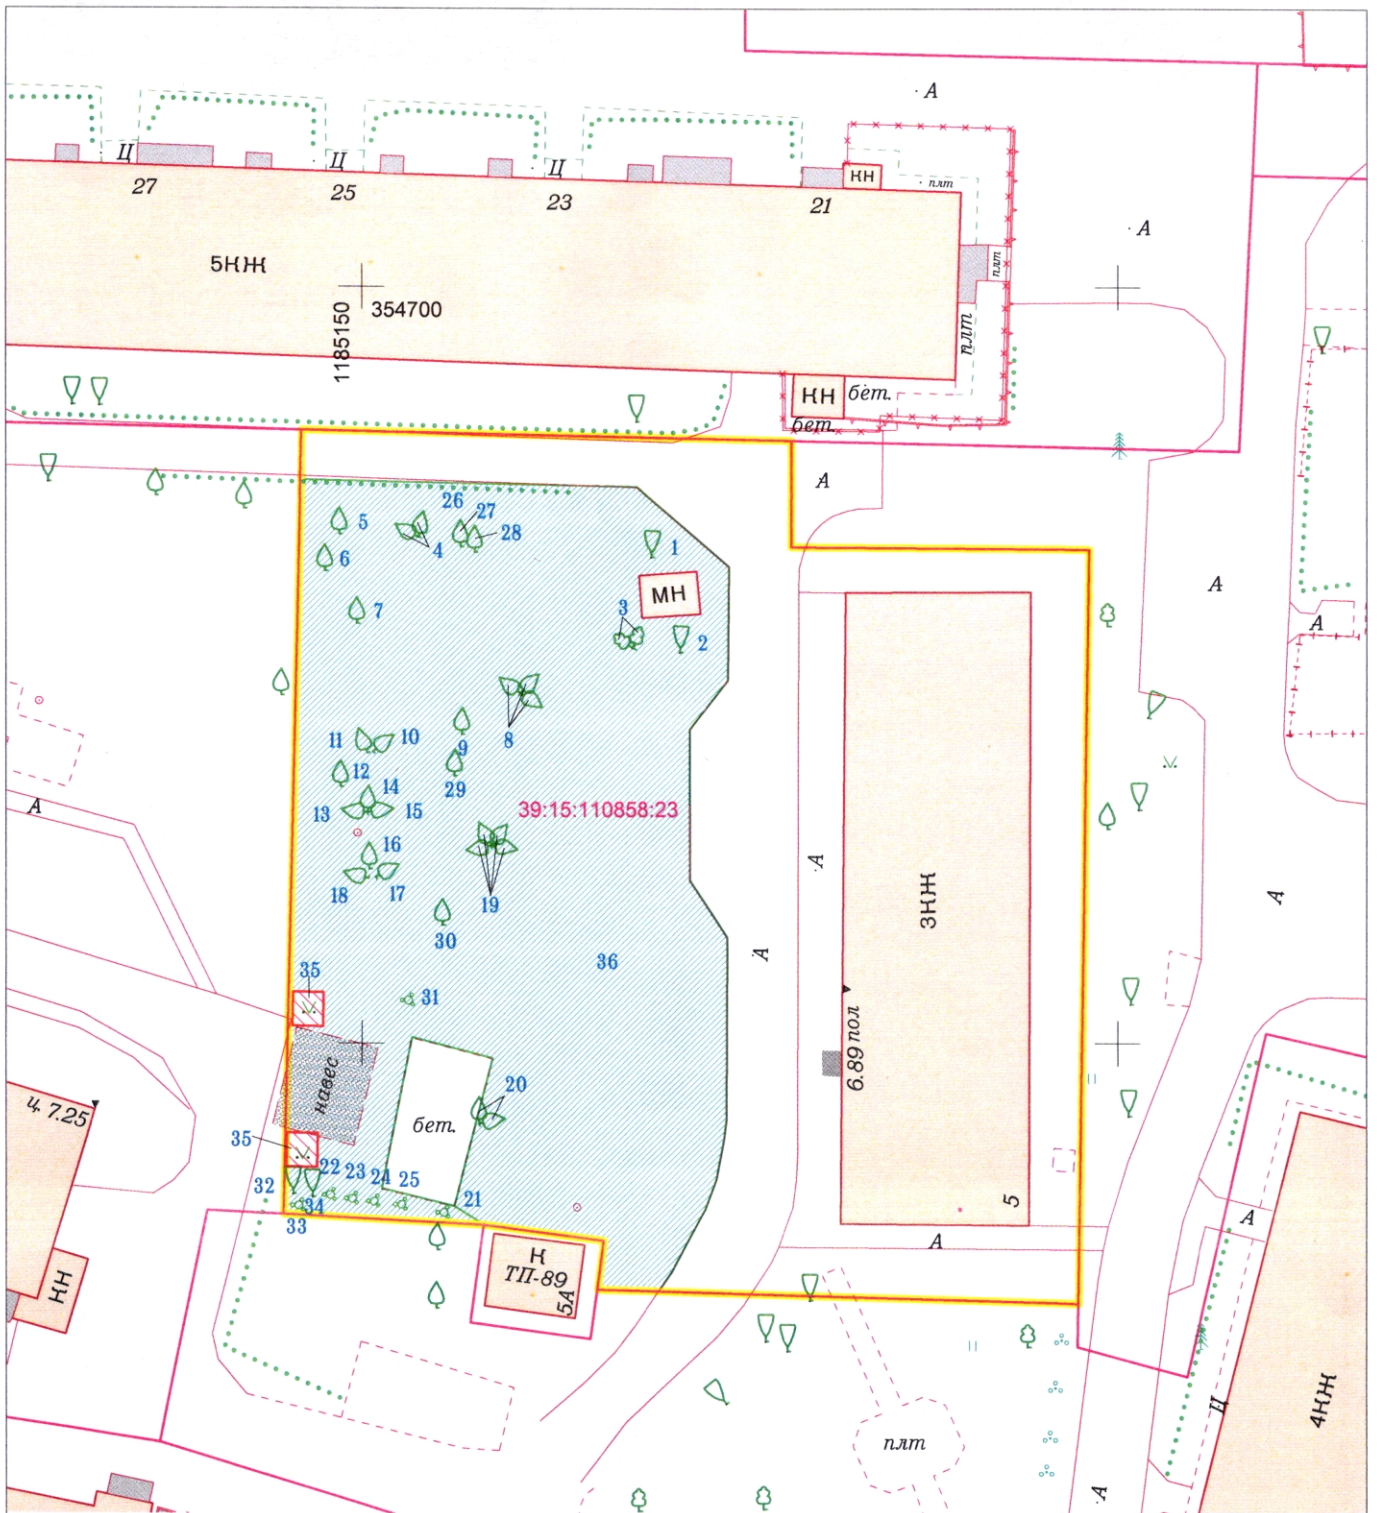 А
Ц
Ц
Ц
КН
плт
27
25
23
21
А
5КЖ
плт
354700
1185150
плт
КН
бет.
бет.
А
26
27
28
5
4
1
6
А
МН
7
3
2
А
11
10
9
8
12
14
29
13
15
39:15:110858:23
А
16
18
17
19
А
3КЖ
А
30
36
А
35
31
6.89 пол
навес
20
ц. 7.25
бет.
35
22
23
24
25
32
34
21
33
5
А
А
К
ТП-89
5А
КН
4КЖ
Ц
плт
А